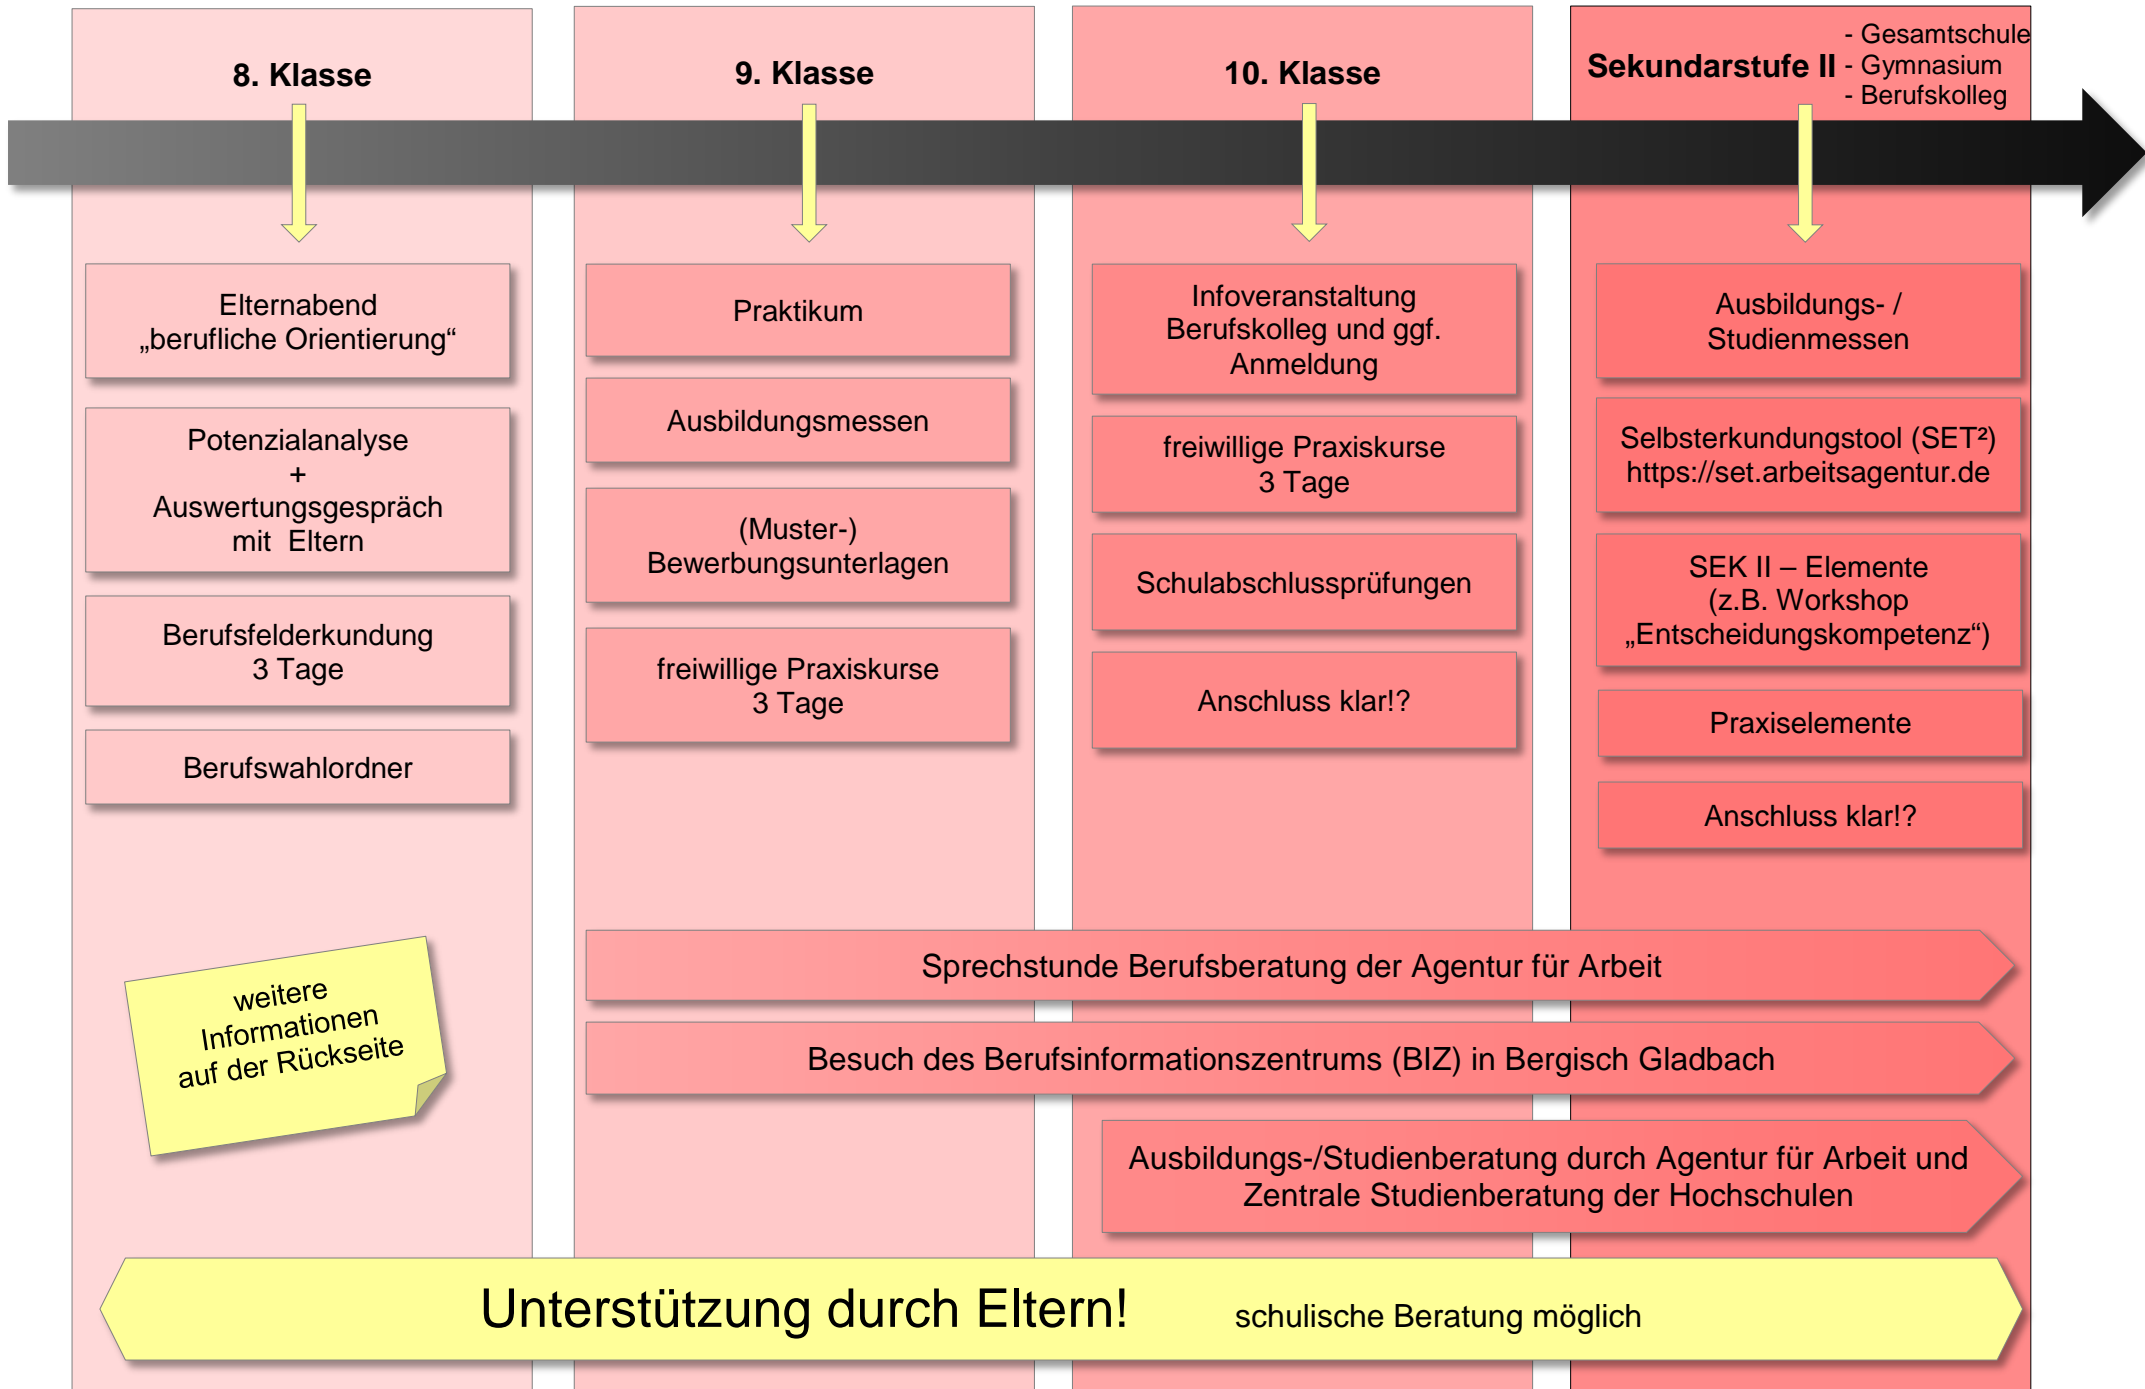 8. Klasse
Elternabend
„berufliche Orientierung“
Potenzialanalyse
+
Auswertungsgespräch
mit  Eltern
Berufsfelderkundung
3 Tage
Berufswahlordner
9. Klasse
Praktikum
Ausbildungsmessen
(Muster-)
Bewerbungsunterlagen
freiwillige Praxiskurse
3 Tage
10. Klasse
Infoveranstaltung
Berufskolleg und ggf.
Anmeldung
freiwillige Praxiskurse
3 Tage
Schulabschlussprüfungen
Anschluss klar!?
Sekundarstufe II
- Gesamtschule
- Gymnasium
- Berufskolleg
Ausbildungs- /
Studienmessen
Selbsterkundungstool (SET²)
https://set.arbeitsagentur.de
SEK II – Elemente
(z.B. Workshop
„Entscheidungskompetenz“)
Praxiselemente
Anschluss klar!?
weitere
Informationen
auf der Rückseite
Sprechstunde Berufsberatung der Agentur für Arbeit
Besuch des Berufsinformationszentrums (BIZ) in Bergisch Gladbach
Ausbildungs-/Studienberatung durch Agentur für Arbeit und
Zentrale Studienberatung der Hochschulen
Unterstützung durch Eltern! schulische Beratung möglich